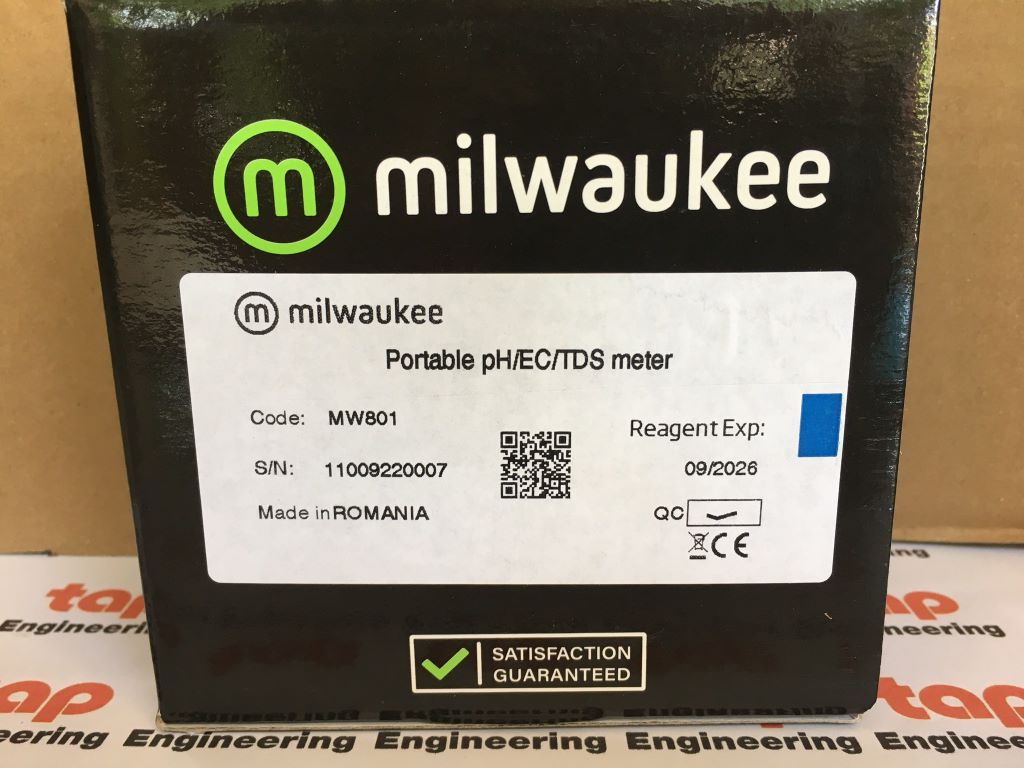 m milwaukee
m milwaukee
Portable pH/EC/TDS meter
Code: MW801
S/N: 11009220007
Made in ROMANIA
Reagent Exp:
09/2026
QC
CE
SATISFACTION
GUARANTEED
tap
Engineering
tap
Engineering
tap
Engineering Engineering Engineering Engineering
tap